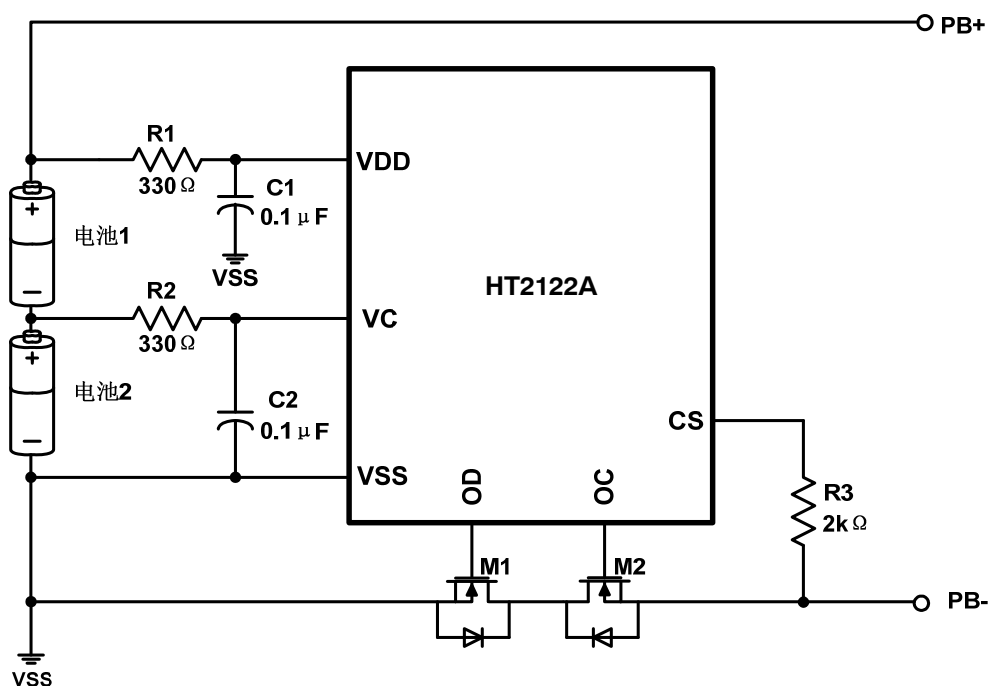 PB+
R1
330Ω
VDD
C1
0.1μF
VSS
+
电池1
−
HT2122A
R2
330Ω
VC
+
电池2
−
C2
0.1μF
CS
VSS
OD
OC
R3
2kΩ
M1
M2
PB-
VSS